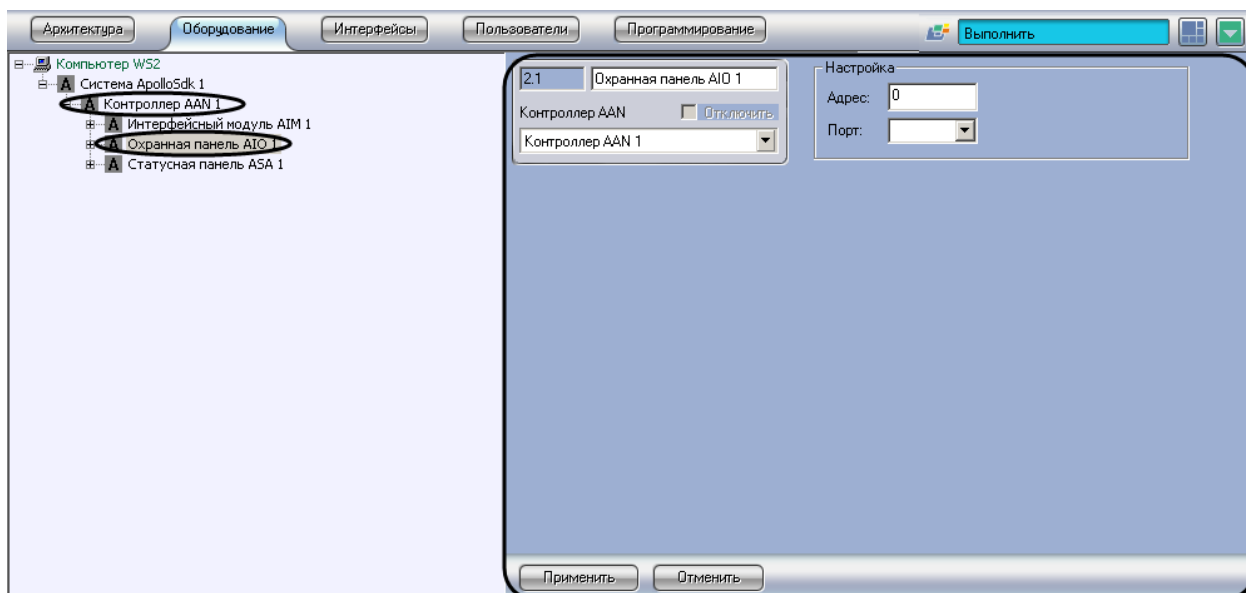 Архитектура Оборудование Интерфейсы Пользователи Программирование Выполнить
Компьютер WS2
Система ApolloSdk 1
Контроллер AAN 1
Интерфейсный модуль AIM 1
Охранная панель AIO 1
Статусная панель ASA 1
2.1 Охранная панель AIO 1
Контроллер AAN Отключить
Контроллер AAN 1
Настройка
Адрес: 0
Порт:
Применить Отменить